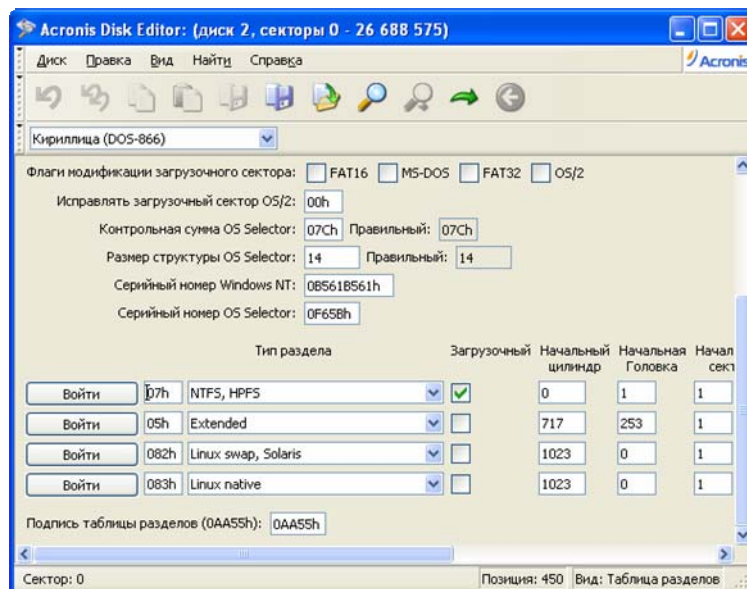 Acronis Disk Editor: (диск 2, секторы 0 - 26 688 575)
Диск Правка Вид Найти Справка Acronis
Кириллица (DOS-866)
Флаги модификации загрузочного сектора: FAT16 MS-DOS FAT32 OS/2
Исправлять загрузочный сектор OS/2: 00h
Контрольная сумма OS Selector: 07Ch Правильный: 07Ch
Размер структуры OS Selector: 14 Правильный: 14
Серийный номер Windows NT: 0B561B561h
Серийный номер OS Selector: 0F65Bh
Тип раздела Загрузочный Начальный цилиндр Начальная Головка Начал сект
Войти 07h NTFS, HPFS 0 1 1
Войти 05h Extended 717 253 1
Войти 082h Linux swap, Solaris 1023 0 1
Войти 083h Linux native 1023 0 1
Подпись таблицы разделов (0AA55h): 0AA55h
Сектор: 0 Позиция: 450 Вид: Таблица разделов